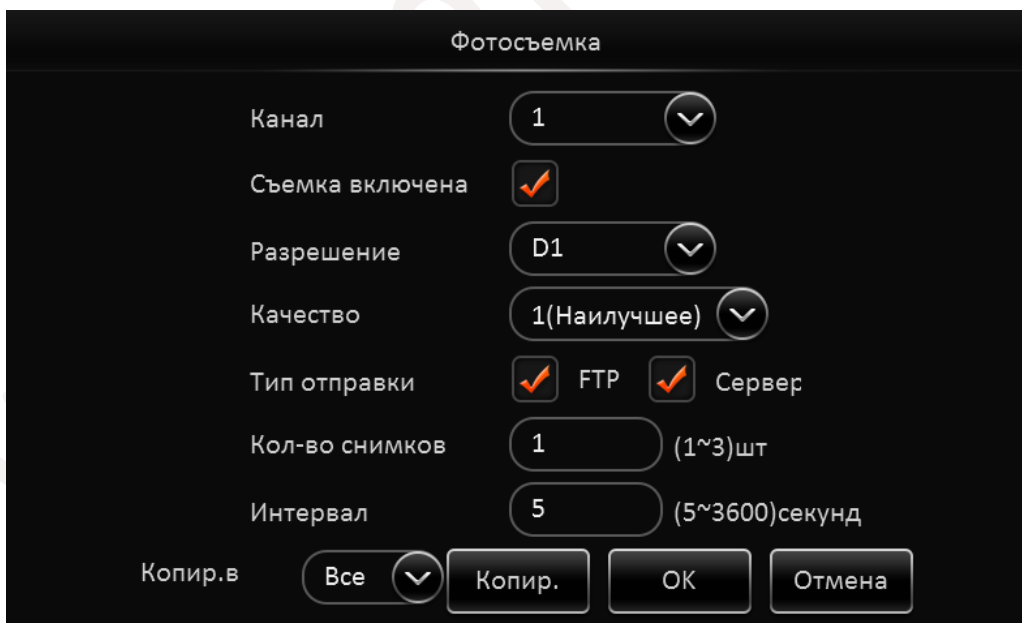 Фотосъемка
Канал 1
Съемка включена
Разрешение D1
Качество 1(Наилучшее)
Тип отправки FTP Сервер
Кол-во снимков 1 (1~3)шт
Интервал 5 (5~3600)секунд
Копир.в Все Копир. OK Отмена